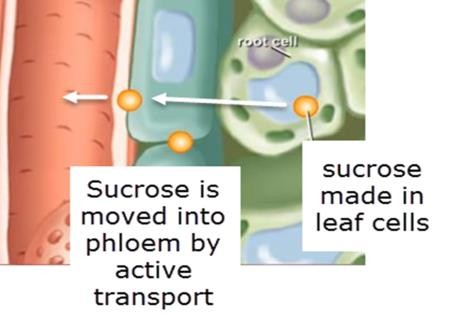 root cell
sucrose
made in
leaf cells
Sucrose is
moved into
phloem by
active
transport